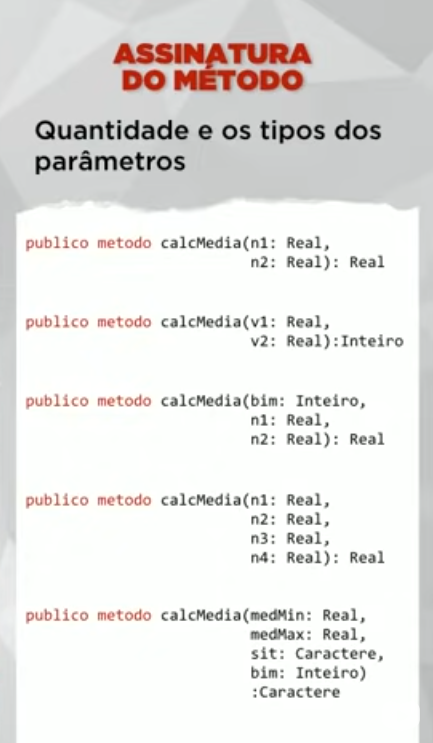 ASSINATURA
DO MÉTODO
Quantidade e os tipos dos
parâmetros
publico metodo calcMedia(n1: Real,
n2: Real): Real
publico metodo calcMedia(v1: Real,
v2: Real):Inteiro
publico metodo calcMedia(bim: Inteiro,
n1: Real,
n2: Real): Real
publico metodo calcMedia(n1: Real,
n2: Real,
n3: Real,
n4: Real): Real
publico metodo calcMedia(medMin: Real,
medMax: Real,
sit: Caractere,
bim: Inteiro)
:Caractere